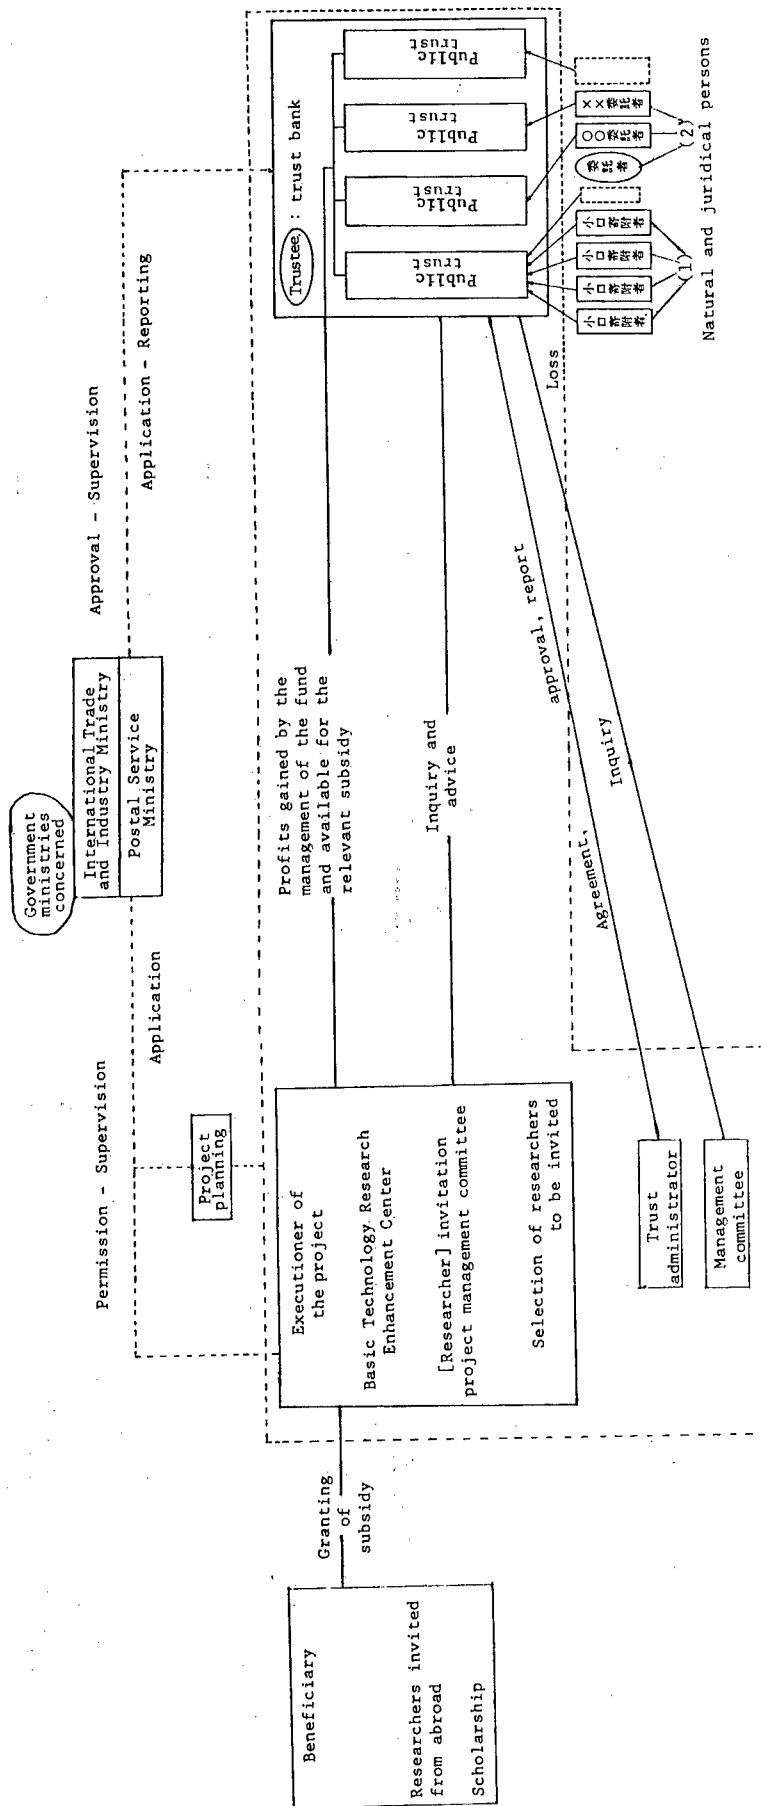 Government
ministries
concerned
International Trade
and Industry Ministry
Postal Service
Ministry
Permission - Supervision
Application
Approval - Supervision
Application - Reporting
Project
planning
Beneficiary
Researchers invited
from abroad
Scholarship
Granting
of
subsidy
Executioner of
the project
Basic Technology Research
Enhancement Center
[Researcher] invitation
project management committee
Selection of researchers
to be invited
Profits gained by the
management of the fund
and available for the
relevant subsidy
Inquiry and
advice
Trustee : trust bank
Public
trust
Public
trust
Public
trust
Public
trust
Loss
Agreement, approval, report
Inquiry
Trust
administrator
Management
committee
小口寄附者
小口寄附者
小口寄附者
小口寄附者
委託者
○○委託者
××委託者
(1)
(2)
Natural and juridical persons